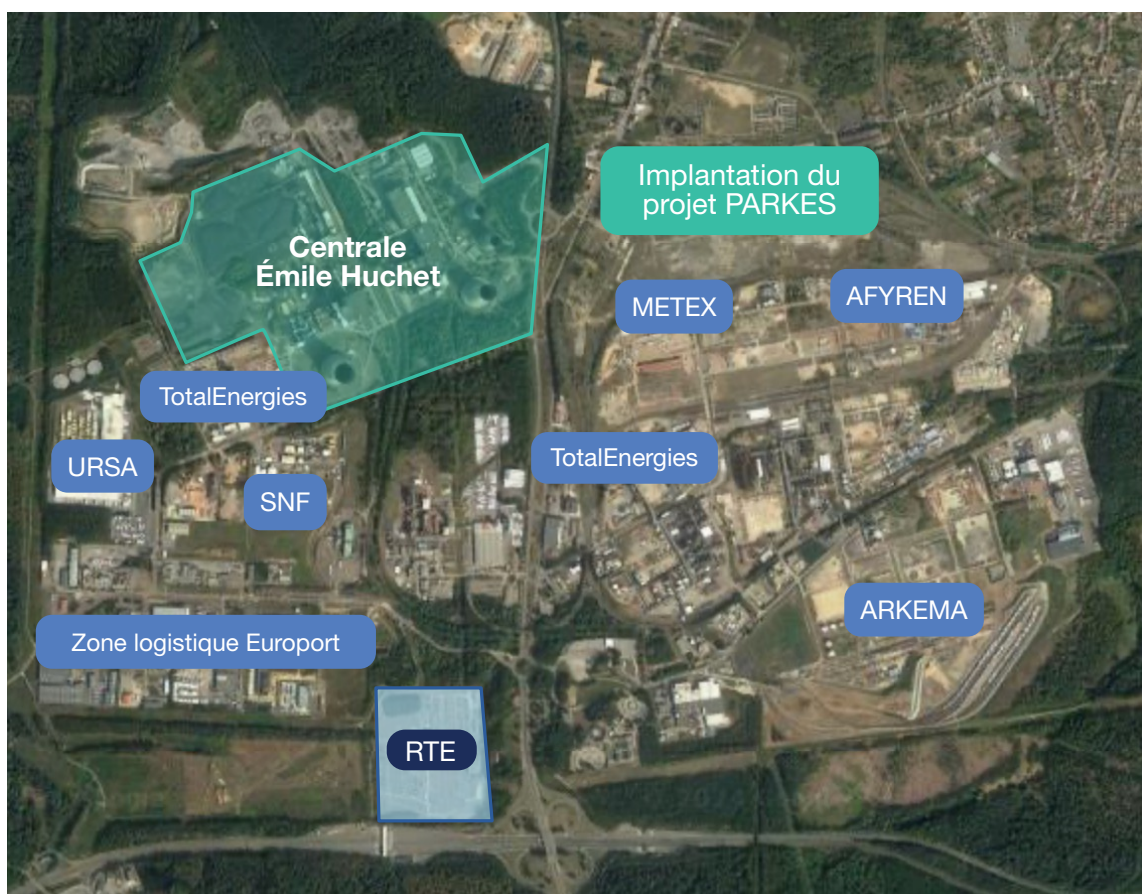 Implantation du
projet PARKES
Centrale
Émile Huchet
METEX
AFYREN
TotalEnergies
URSA
SNF
TotalEnergies
ARKEMA
Zone logistique Europort
RTE